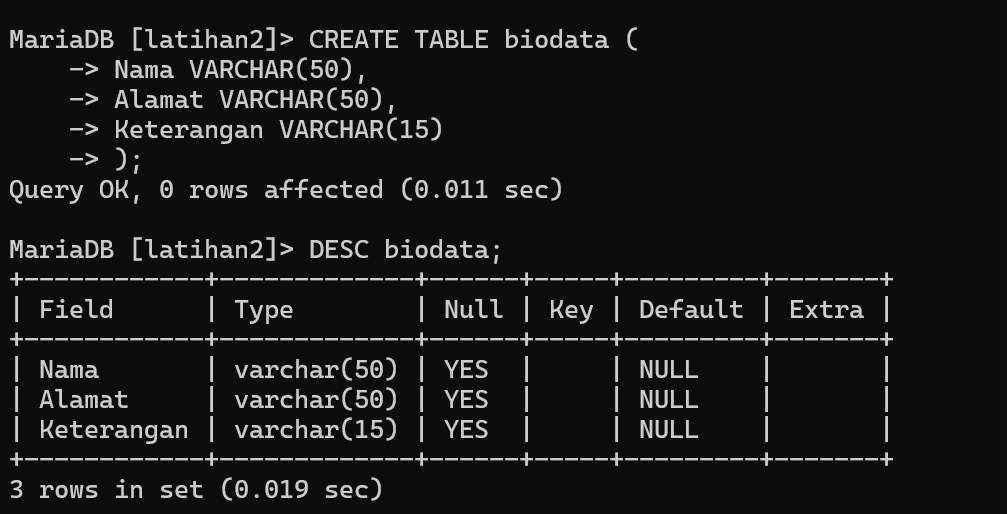 MariaDB [latihan2]> CREATE TABLE biodata (
    -> Nama VARCHAR(50),
    -> Alamat VARCHAR(50),
    -> Keterangan VARCHAR(15)
    -> );
Query OK, 0 rows affected (0.011 sec)

MariaDB [latihan2]> DESC biodata;
+------------+-------------+------+-----+---------+-------+
| Field      | Type        | Null | Key | Default | Extra |
+------------+-------------+------+-----+---------+-------+
| Nama       | varchar(50) | YES  |     | NULL    |       |
| Alamat     | varchar(50) | YES  |     | NULL    |       |
| Keterangan | varchar(15) | YES  |     | NULL    |       |
+------------+-------------+------+-----+---------+-------+
3 rows in set (0.019 sec)